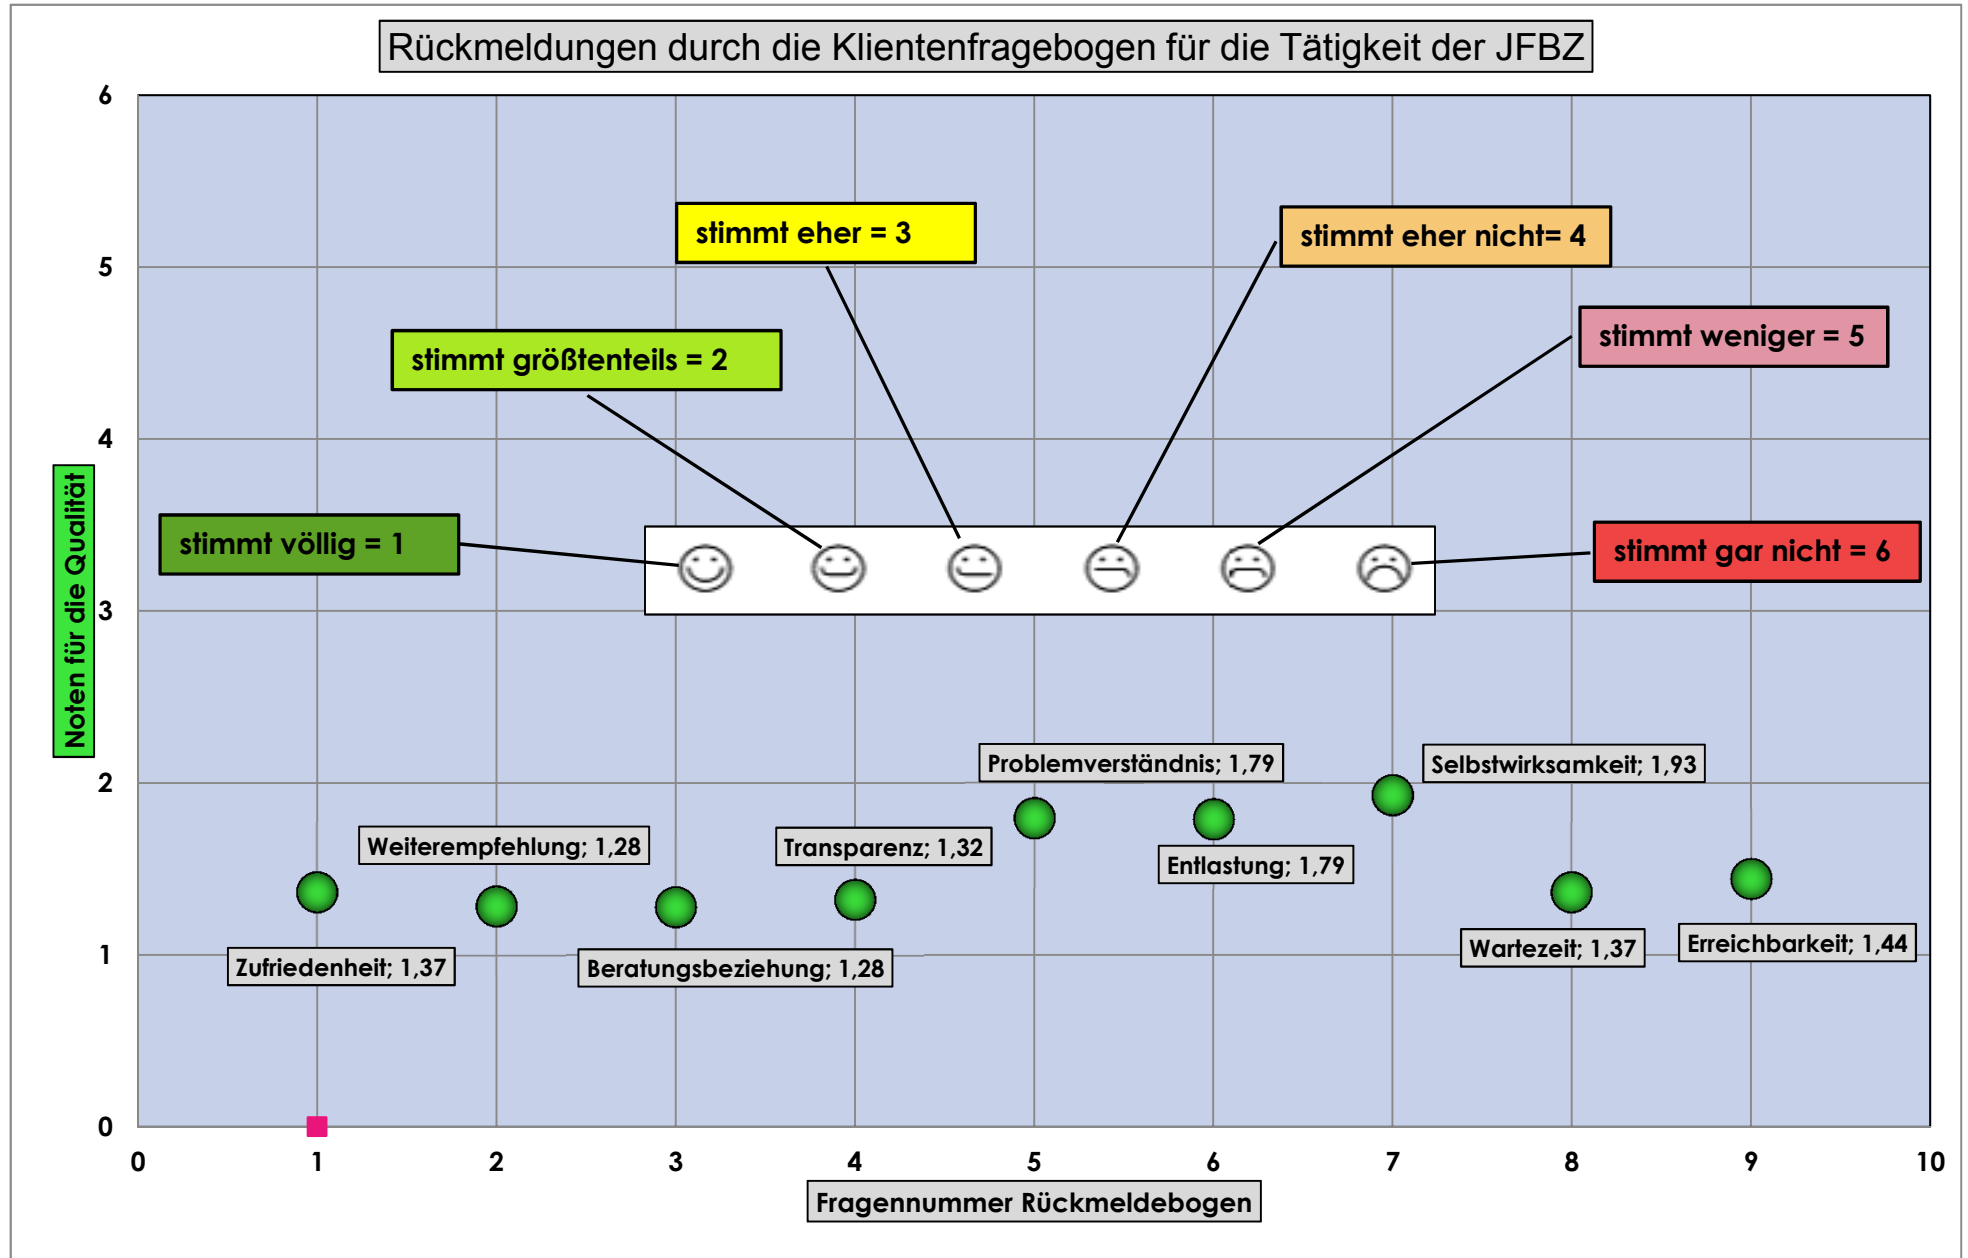 Rückmeldungen durch die Klientenfragebogen für die Tätigkeit der JFBZ
6
5
4
3
2
1
0
Noten für die Qualität
stimmt eher = 3
stimmt eher nicht= 4
stimmt größtenteils = 2
stimmt weniger = 5
stimmt völlig = 1
stimmt gar nicht = 6
Problemverständnis; 1,79
Selbstwirksamkeit; 1,93
Weiterempfehlung; 1,28
Transparenz; 1,32
Entlastung; 1,79
Zufriedenheit; 1,37
Beratungsbeziehung; 1,28
Wartezeit; 1,37
Erreichbarkeit; 1,44
0 1 2 3 4 5 6 7 8 9 10
Fragennummer Rückmeldebogen